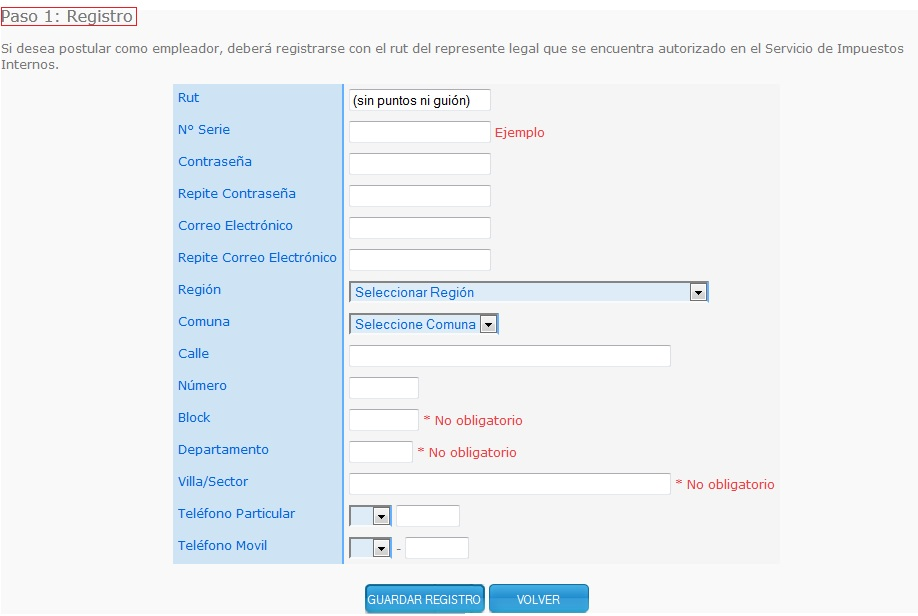 Paso 1: Registro
Si desea postular como empleador, deberá registrarse con el rut del represente legal que se encuentra autorizado en el Servicio de Impuestos
Internos.
Rut (sin puntos ni guión)
Nº Serie Ejemplo
Contraseña
Repite Contraseña
Correo Electrónico
Repite Correo Electrónico
Región Seleccionar Región
Comuna Seleccione Comuna
Calle
Número
Block * No obligatorio
Departamento * No obligatorio
Villa/Sector * No obligatorio
Teléfono Particular
Teléfono Movil -
GUARDAR REGISTRO VOLVER